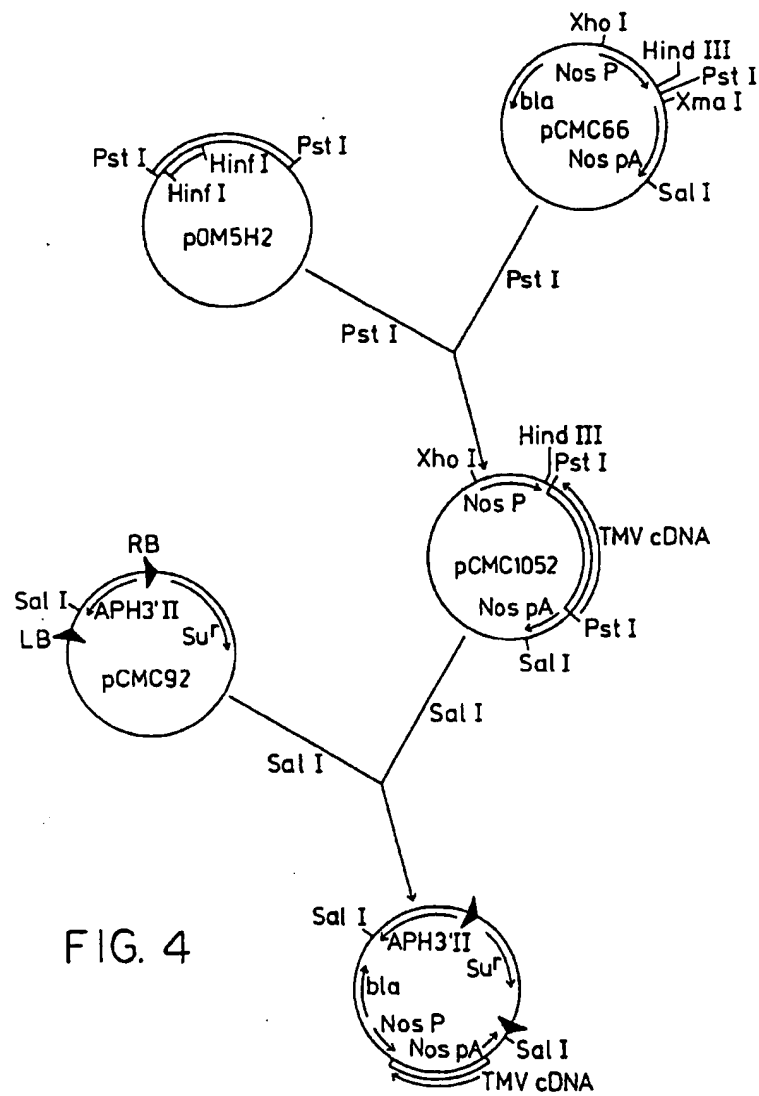 Xho I
Hind III
Pst I
Xma I
Nos P
bla
pCMC66
Nos pA
Sal I
Pst I
Pst I
Hinf I
Hinf I
pOM5H2
Pst I
Pst I
Xho I
Hind III
Pst I
Nos P
TMV cDNA
pCMC1052
Nos pA
Pst I
Sal I
RB
Sal I
APH3'II
LB
Suʳ
pCMC92
Sal I
Sal I
FIG. 4
Sal I
APH3'II
Suʳ
bla
Nos P
Nos pA
Sal I
TMV cDNA